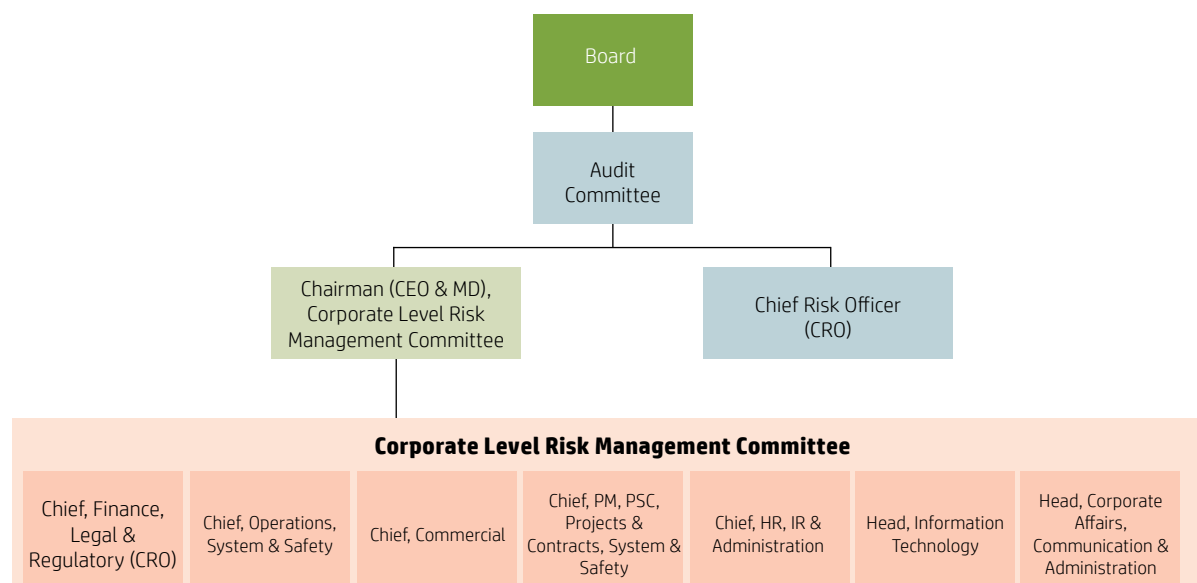 Board
Audit
Committee
Chairman (CEO & MD),
Corporate Level Risk
Management Committee
Chief Risk Officer
(CRO)
Corporate Level Risk Management Committee
Chief, Finance,
Legal &
Regulatory (CRO)
Chief, Operations,
System & Safety
Chief, Commercial
Chief, PM, PSC,
Projects &
Contracts, System &
Safety
Chief, HR, IR &
Administration
Head, Information
Technology
Head, Corporate
Affairs,
Communication &
Administration